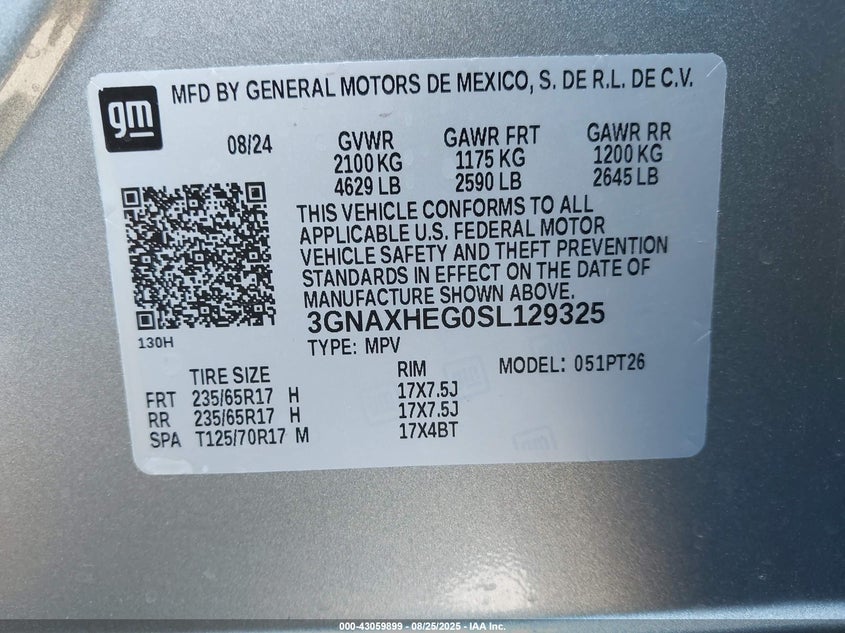 gm
MFD BY GENERAL MOTORS DE MEXICO, S. DE R.L. DE C.V.
08/24 GVWR GAWR FRT GAWR RR
2100 KG 1175 KG 1200 KG
4629 LB 2590 LB 2645 LB
THIS VEHICLE CONFORMS TO ALL
APPLICABLE U.S. FEDERAL MOTOR
VEHICLE SAFETY AND THEFT PREVENTION
STANDARDS IN EFFECT ON THE DATE OF
MANUFACTURE SHOWN ABOVE.
3GNAXHEG0SL129325
130H
TYPE: MPV
TIRE SIZE RIM MODEL: 051PT26
FRT 235/65R17 H 17X7.5J
RR 235/65R17 H 17X7.5J
SPA T125/70R17 M 17X4BT
000-43059899 - 08/25/2025 - IAA Inc.